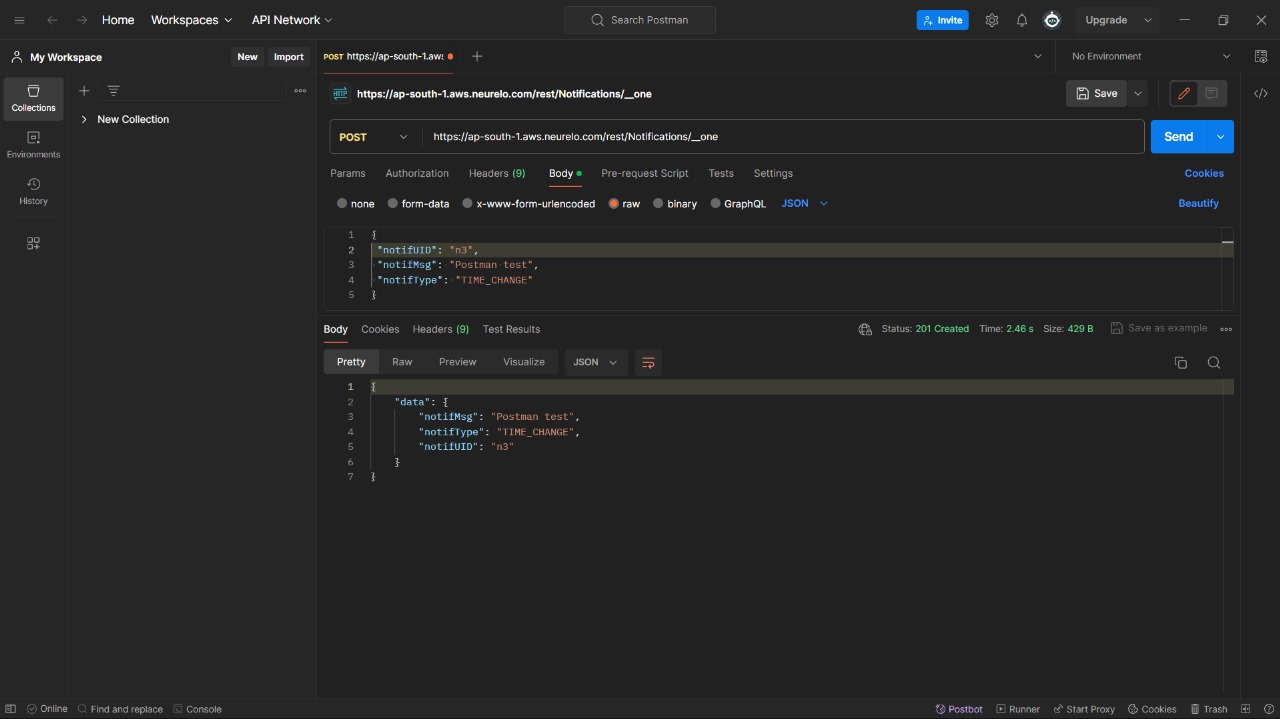 Home Workspaces API Network Search Postman Invite Upgrade
My Workspace New Import POST https://ap-south-1.aws No Environment
Collections
Environments
History
New Collection
https://ap-south-1.aws.neurelo.com/rest/Notifications/__one Save
POST https://ap-south-1.aws.neurelo.com/rest/Notifications/__one Send
Params Authorization Headers (9) Body Pre-request Script Tests Settings Cookies
none form-data x-www-form-urlencoded raw binary GraphQL JSON Beautify
1 {
2 "notifUID": "n3",
3 "notifMsg": "Postman test",
4 "notifType": "TIME_CHANGE"
5 }
Body Cookies Headers (9) Test Results Status: 201 Created Time: 2.46 s Size: 429 B Save as example
Pretty Raw Preview Visualize JSON
1 {
2 "data": {
3 "notifMsg": "Postman test",
4 "notifType": "TIME_CHANGE",
5 "notifUID": "n3"
6 }
7 }
Online Find and replace Console Postbot Runner Start Proxy Cookies Trash